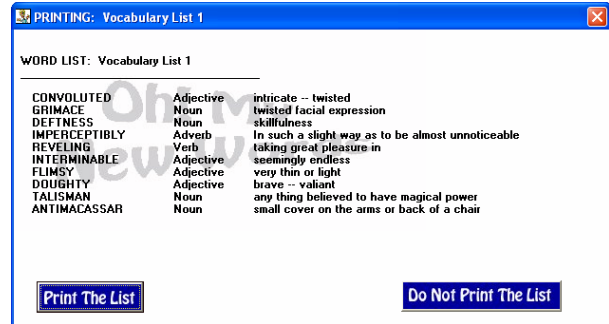 PRINTING: Vocabulary List 1
WORD LIST: Vocabulary List 1
CONVOLUTED Adjective intricate -- twisted
GRIMACE Noun twisted facial expression
DEFTNESS Noun skillfulness
IMPERCEPTIBLY Adverb In such a slight way as to be almost unnoticeable
REVELING Verb taking great pleasure in
INTERMINABLE Adjective seemingly endless
FLIMSY Adjective very thin or light
DOUGHTY Adjective brave -- valiant
TALISMAN Noun any thing believed to have magical power
ANTIMACASSAR Noun small cover on the arms or back of a chair
Print The List Do Not Print The List